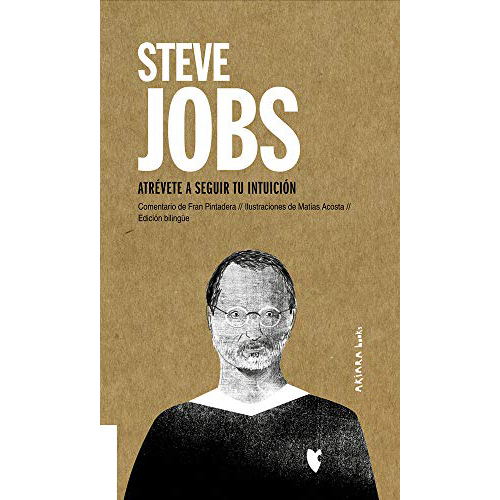 STEVE
JOBS
ATRÉVETE A SEGUIR TU INTUICIÓN
Comentario de Fran Pintadera // Ilustraciones de Matías Acosta //
Edición bilingüe
AKIARA books